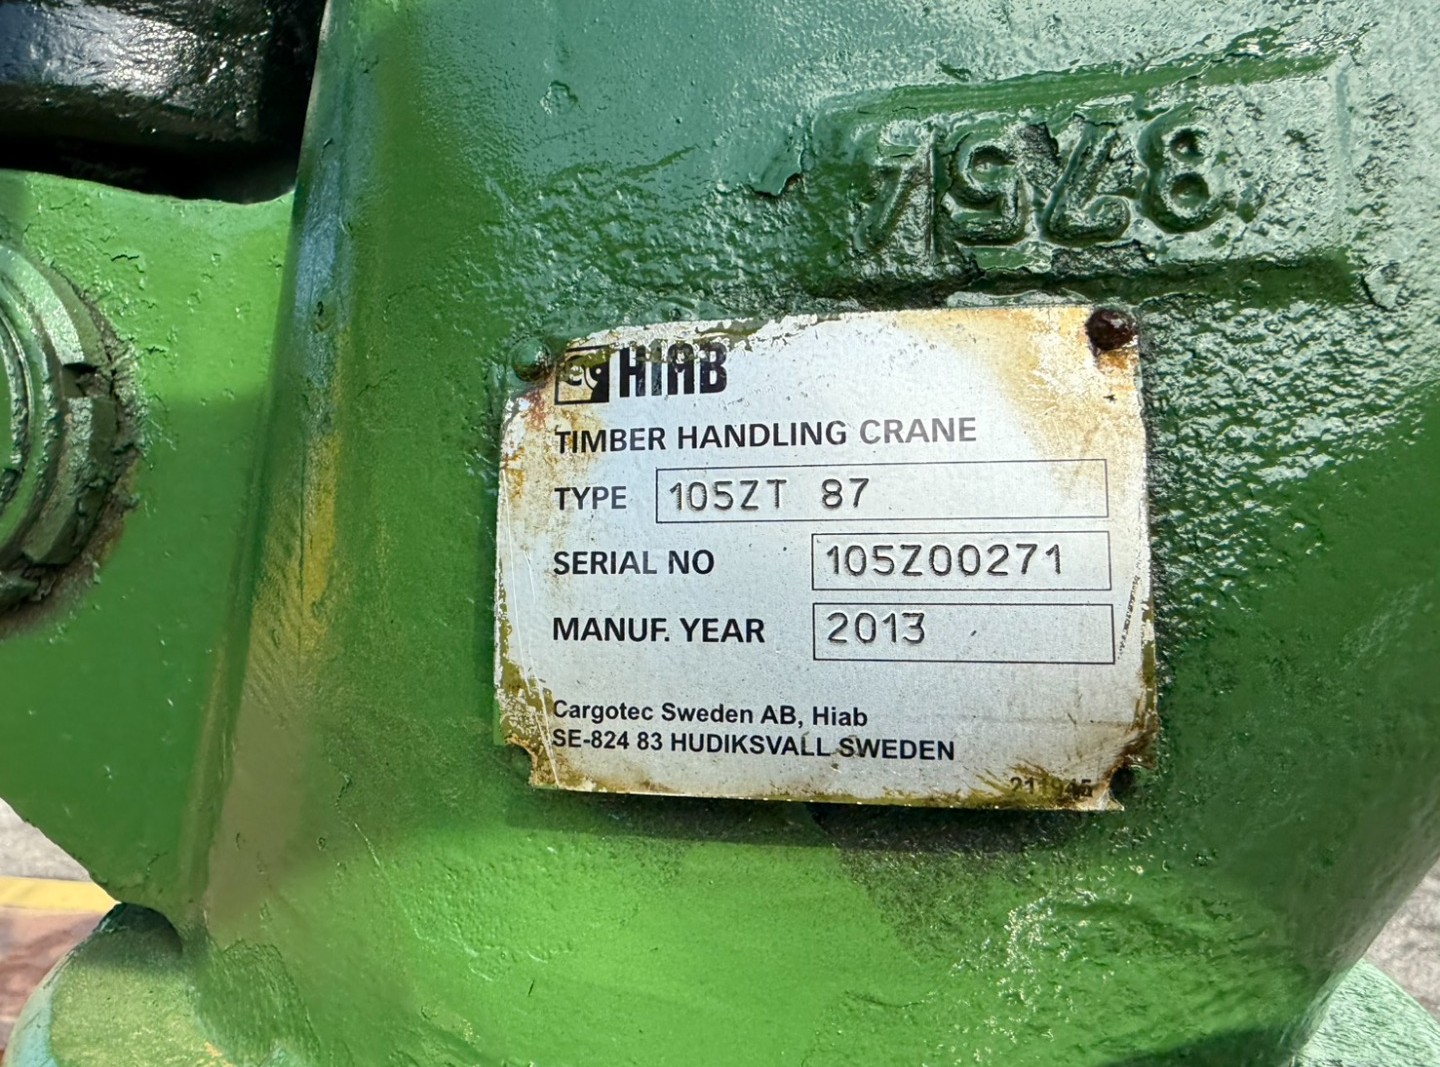 HIAB
TIMBER HANDLING CRANE
TYPE 105ZT 87
SERIAL NO 105Z00271
MANUF. YEAR 2013
Cargotec Sweden AB, Hiab
SE-824 83 HUDIKSVALL SWEDEN